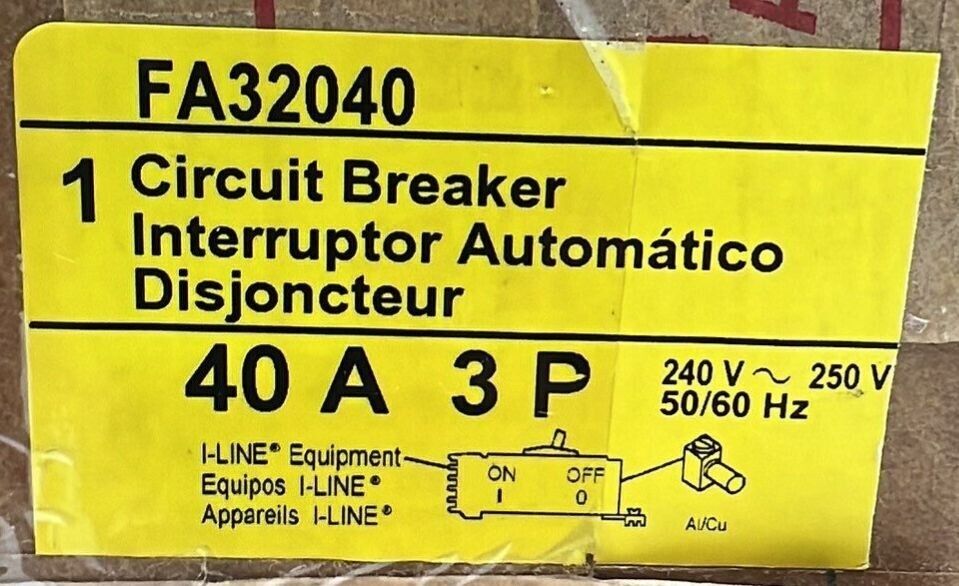 FA32040
1 Circuit Breaker
Interruptor Automático
Disjoncteur
40 A 3 P
240 V ~ 250 V
50/60 Hz
I-LINE® Equipment
Equipos I-LINE®
Appareils I-LINE®
ON OFF
I 0
Al/Cu